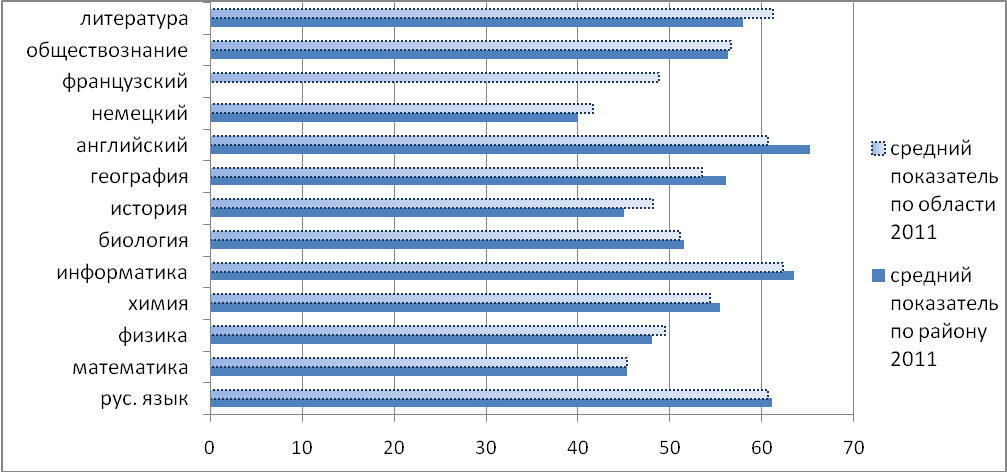 литература
обществознание
французский
немецкий
английский
география
история
биология
информатика
химия
физика
математика
рус. язык
0 10 20 30 40 50 60 70
средний
показатель
по области
2011
средний
показатель
по району
2011